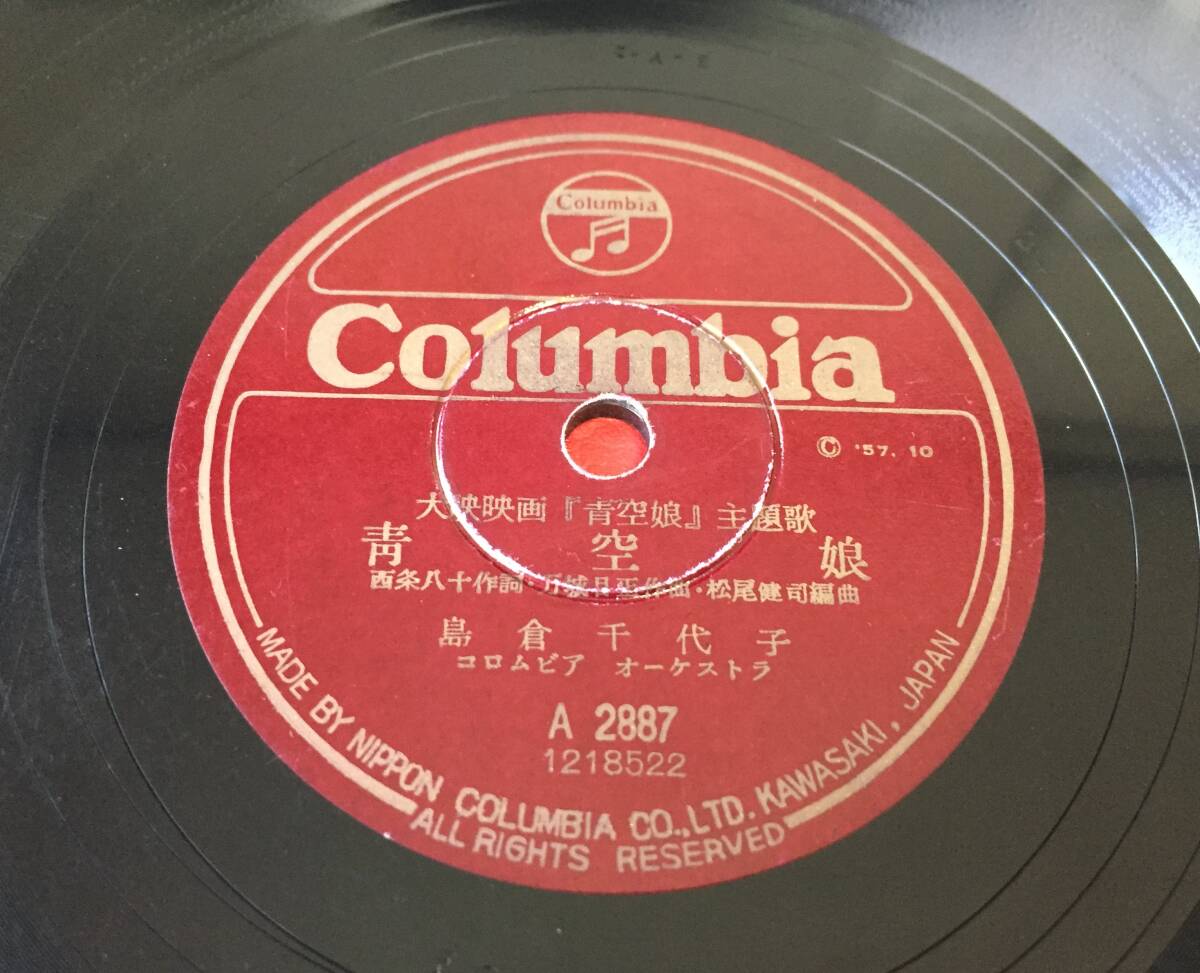 Columbia
Columbia
© '57. 10
大映映画『青空娘』主題歌
青空娘
西条八十作詞・万城目正作曲・松尾健司編曲
島倉千代子
コロムビア オーケストラ
A 2887
1218522
MADE BY NIPPON COLUMBIA CO., LTD. KAWASAKI, JAPAN
ALL RIGHTS RESERVED